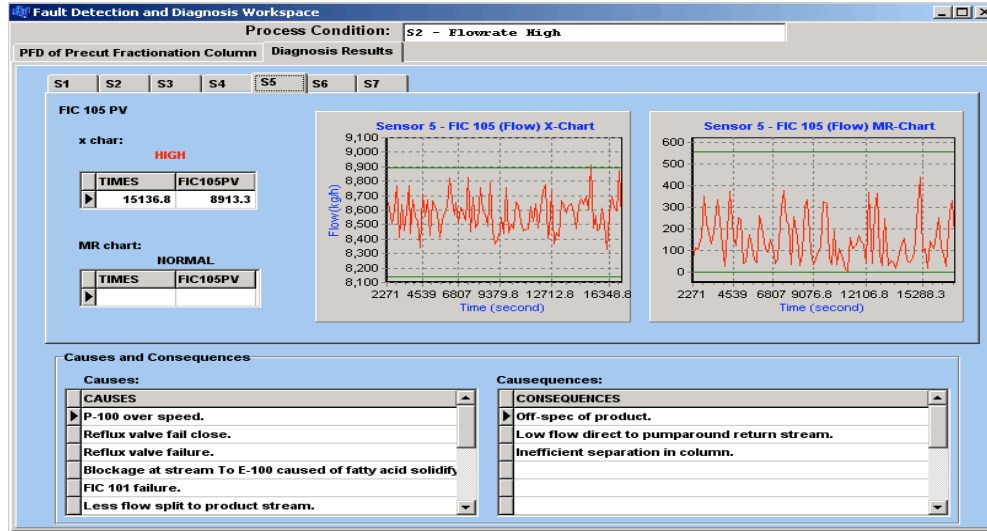 Fault Detection and Diagnosis Workspace
Process Condition: S2 - Flowrate High
PFD of Precut Fractionation Column Diagnosis Results
S1 S2 S3 S4 S5 S6 S7
FIC 105 PV
x char:
HIGH
TIMES FIC105PV
15136.8 8913.3
MR chart:
NORMAL
TIMES FIC105PV
Sensor 5 - FIC 105 (Flow) X-Chart
Flow(kg/h)
9,100
9,000
8,900
8,800
8,700
8,600
8,500
8,400
8,300
8,200
8,100
2271 4539 6807 9379.8 12712.8 16348.8
Time (second)
Sensor 5 - FIC 105 (Flow) MR-Chart
600
500
400
300
200
100
0
2271 4539 6807 9076.8 12106.8 15288.3
Time (second)
Causes and Consequences
Causes:
CAUSES
P-100 over speed.
Reflux valve fail close.
Reflux valve failure.
Blockage at stream To E-100 caused of fatty acid solidify
FIC 101 failure.
Less flow split to product stream.
Causequences:
CONSEQUENCES
Off-spec of product.
Low flow direct to pumparound return stream.
Inefficient separation in column.